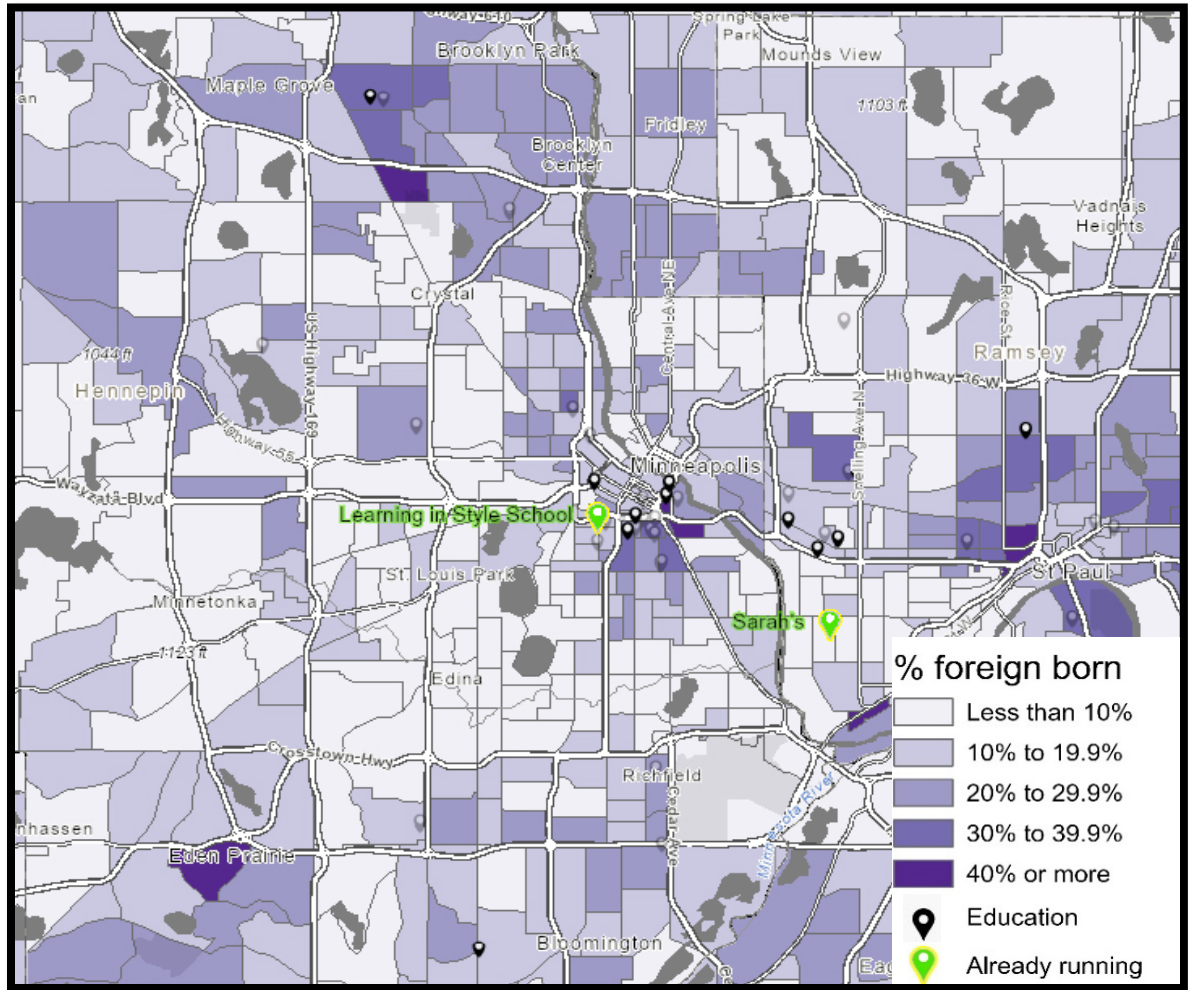 Spring Lake
Park
Brooklyn Park
Mounds View
Maple Grove
1103 ft
an
Fridley
Brooklyn
Center
Vadnais
Heights
Central Ave NE
Crystal
Rice St
US Highway 169
1044 ft
Ramsey
Hennepin
Highway 36 W
Highway 55
Snelling Ave N
Minneapolis
Wayzata Blvd
Learning in Style School
St. Louis Park
St Paul
Minnetonka
Sarah's
1123 ft
Edina
Crosstown Hwy
Richfield
Cedar Ave
Minnesota River
nhassen
Eden Prairie
Bloomington
Eag
% foreign born
Less than 10%
10% to 19.9%
20% to 29.9%
30% to 39.9%
40% or more
Education
Already running